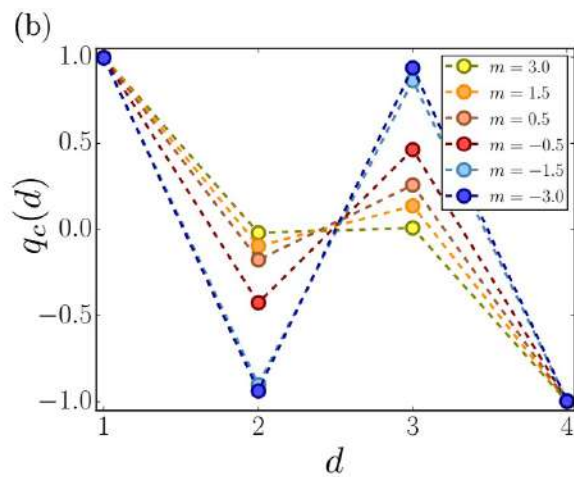 (b)
1.0
0.5
0.0
−0.5
−1.0
q_c(d)
1 2 3 4
d
m = 3.0
m = 1.5
m = 0.5
m = −0.5
m = −1.5
m = −3.0